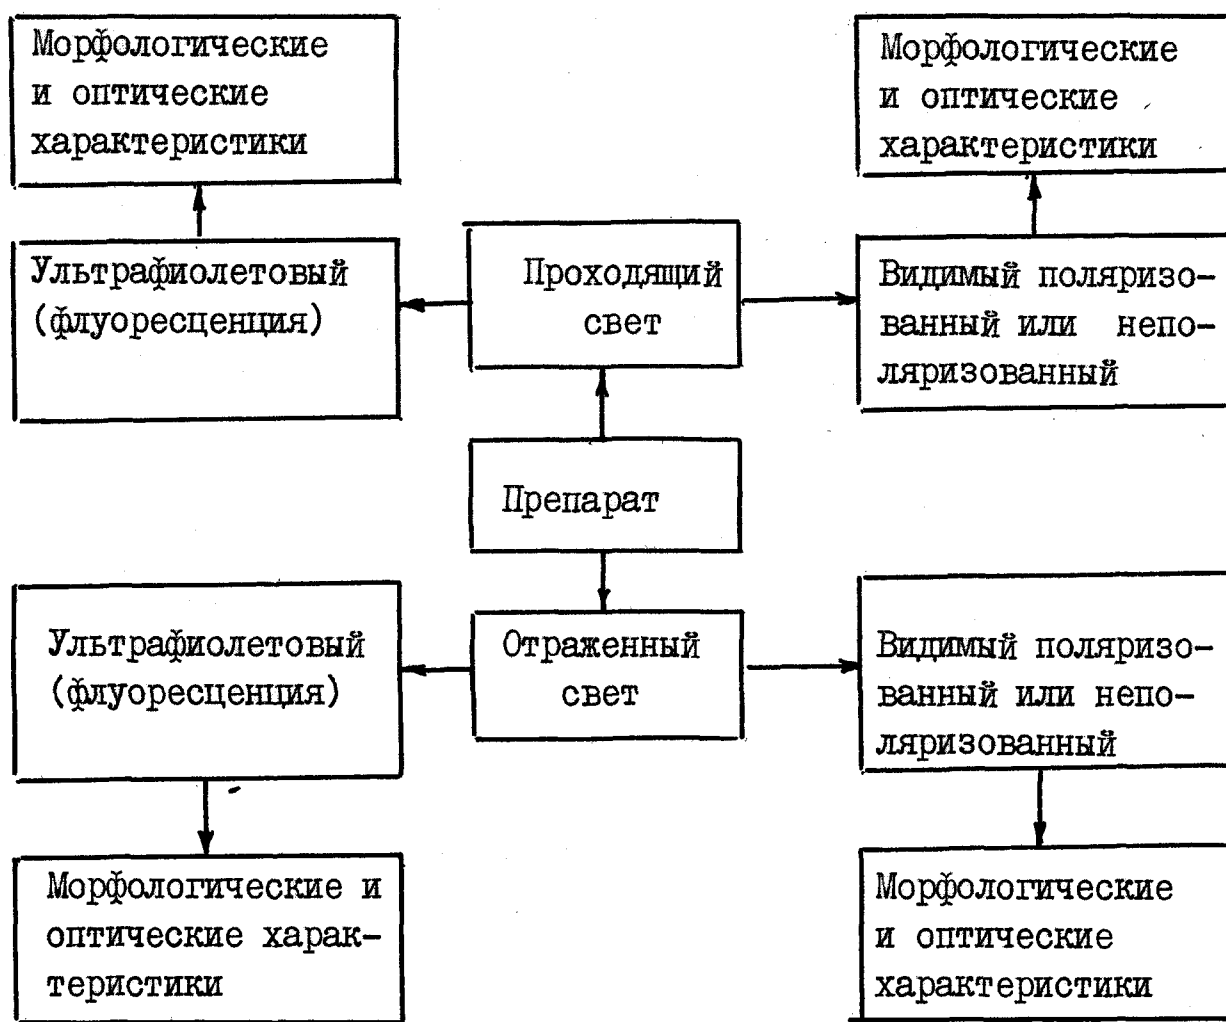 Морфологические
и оптические
характеристики
Морфологические
и оптические
характеристики
Ультрафиолетовый
(флуоресценция)
Проходящий
свет
Видимый поляризо-
ванный или непо-
ляризованный
Препарат
Ультрафиолетовый
(флуоресценция)
Отраженный
свет
Видимый поляризо-
ванный или непо-
ляризованный
Морфологические и
оптические харак-
теристики
Морфологические
и оптические
характеристики